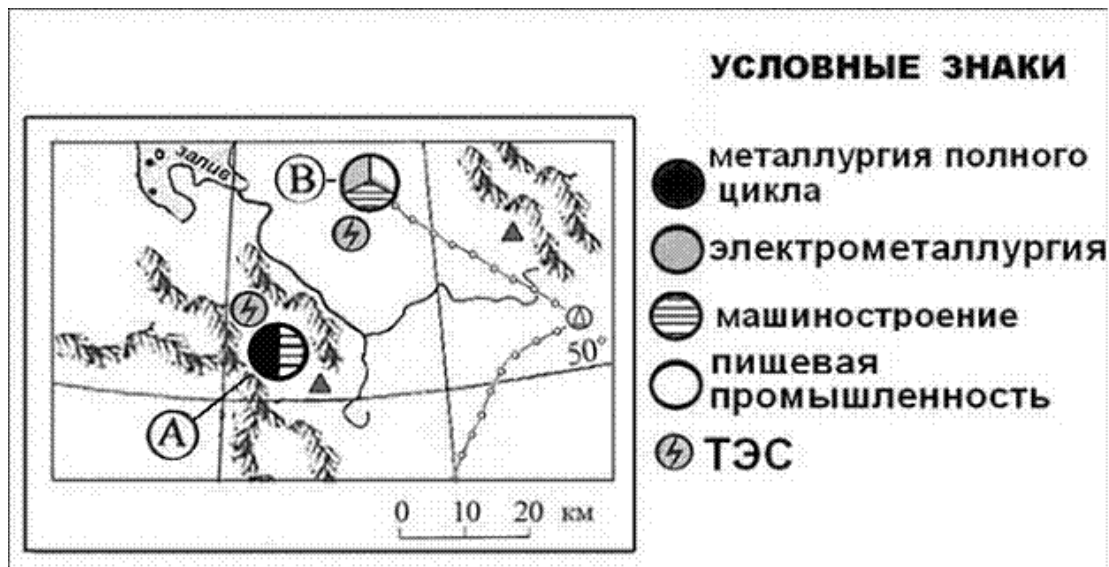 УСЛОВНЫЕ ЗНАКИ
металлургия полного
цикла
электрометаллургия
машиностроение
пищевая
промышленность
ТЭС
залив
В
50°
А
0 10 20 км